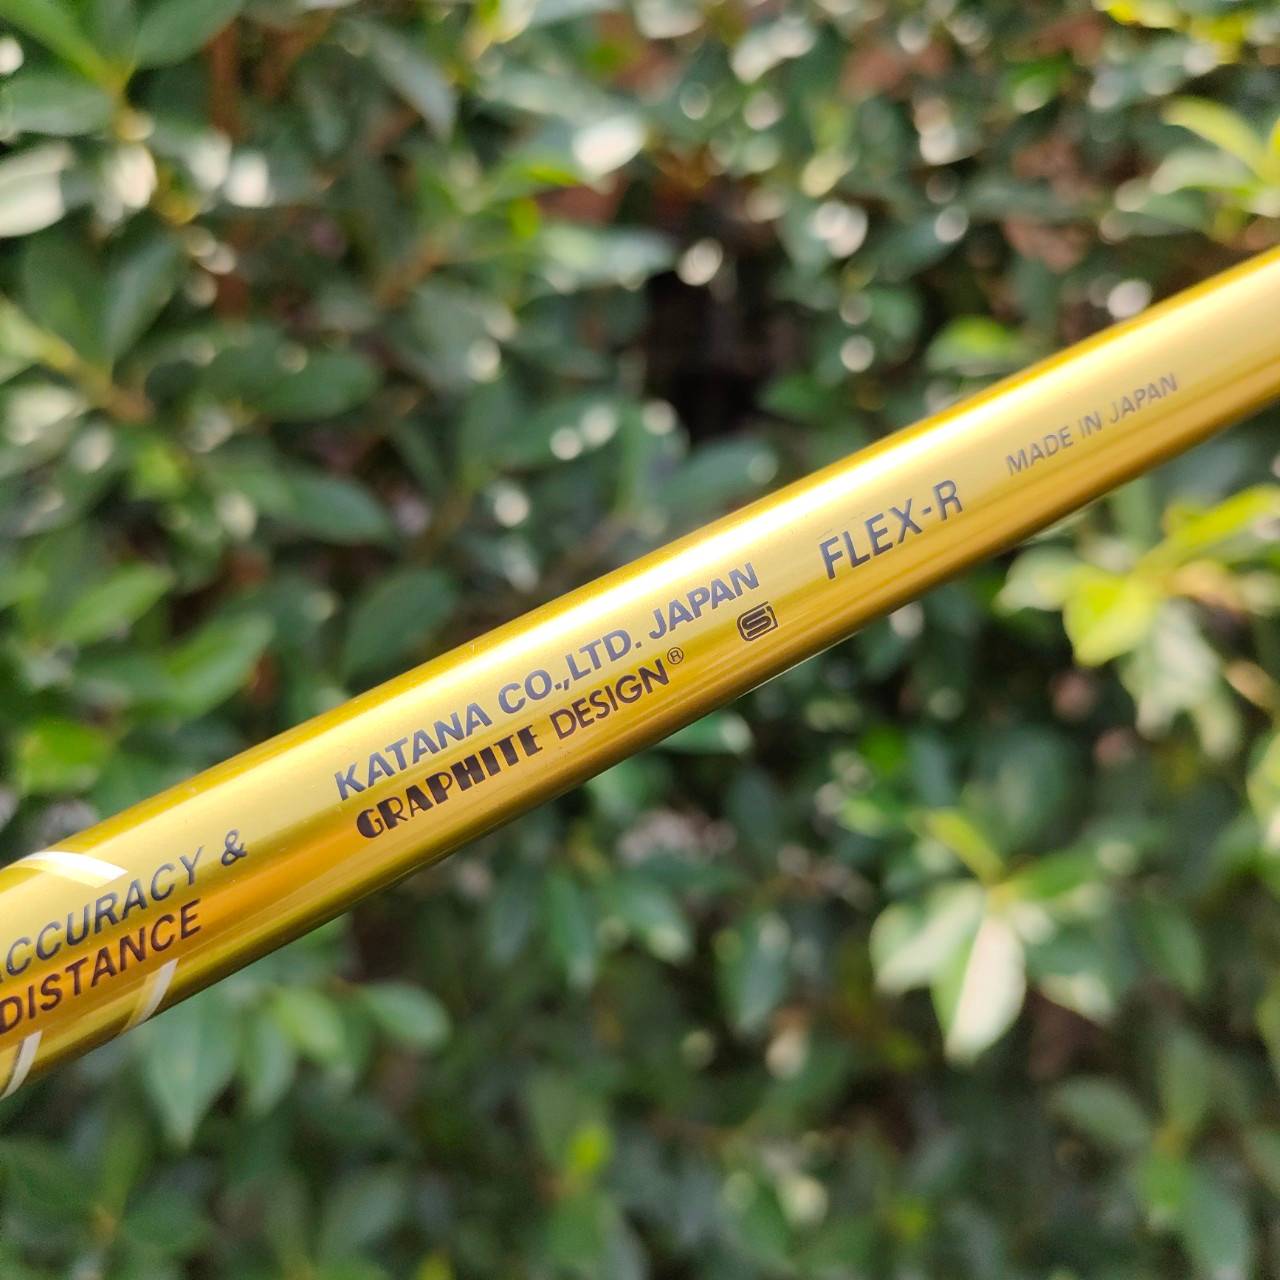 ACCURACY &
DISTANCE
KATANA CO.,LTD. JAPAN
GRAPHITE DESIGN®
FLEX-R
MADE IN JAPAN